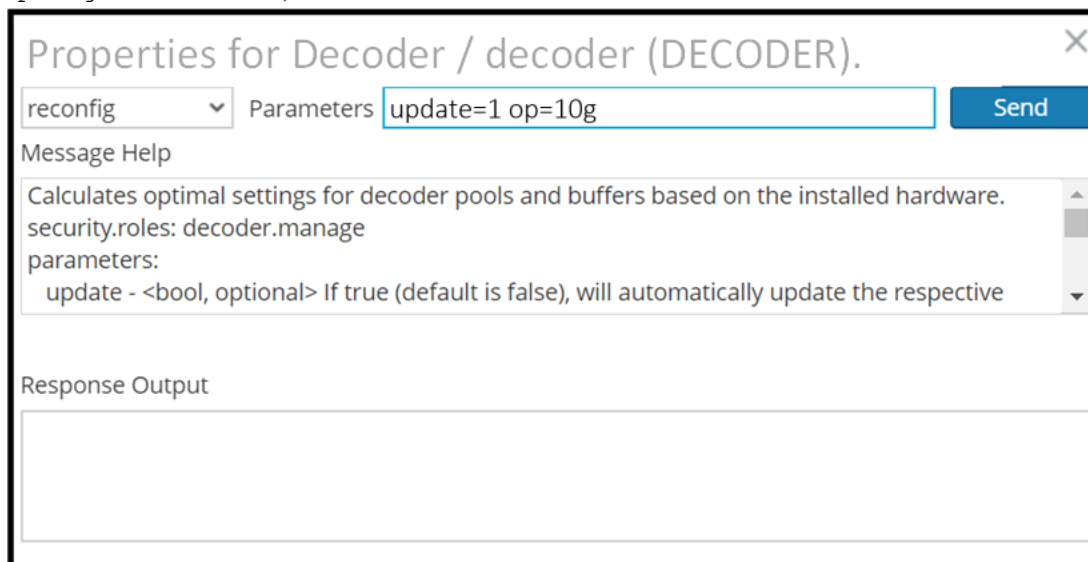 Properties for Decoder / decoder (DECODER).
reconfig Parameters update=1 op=10g Send
Message Help
Calculates optimal settings for decoder pools and buffers based on the installed hardware.
security.roles: decoder.manage
parameters:
update - <bool, optional> If true (default is false), will automatically update the respective
Response Output